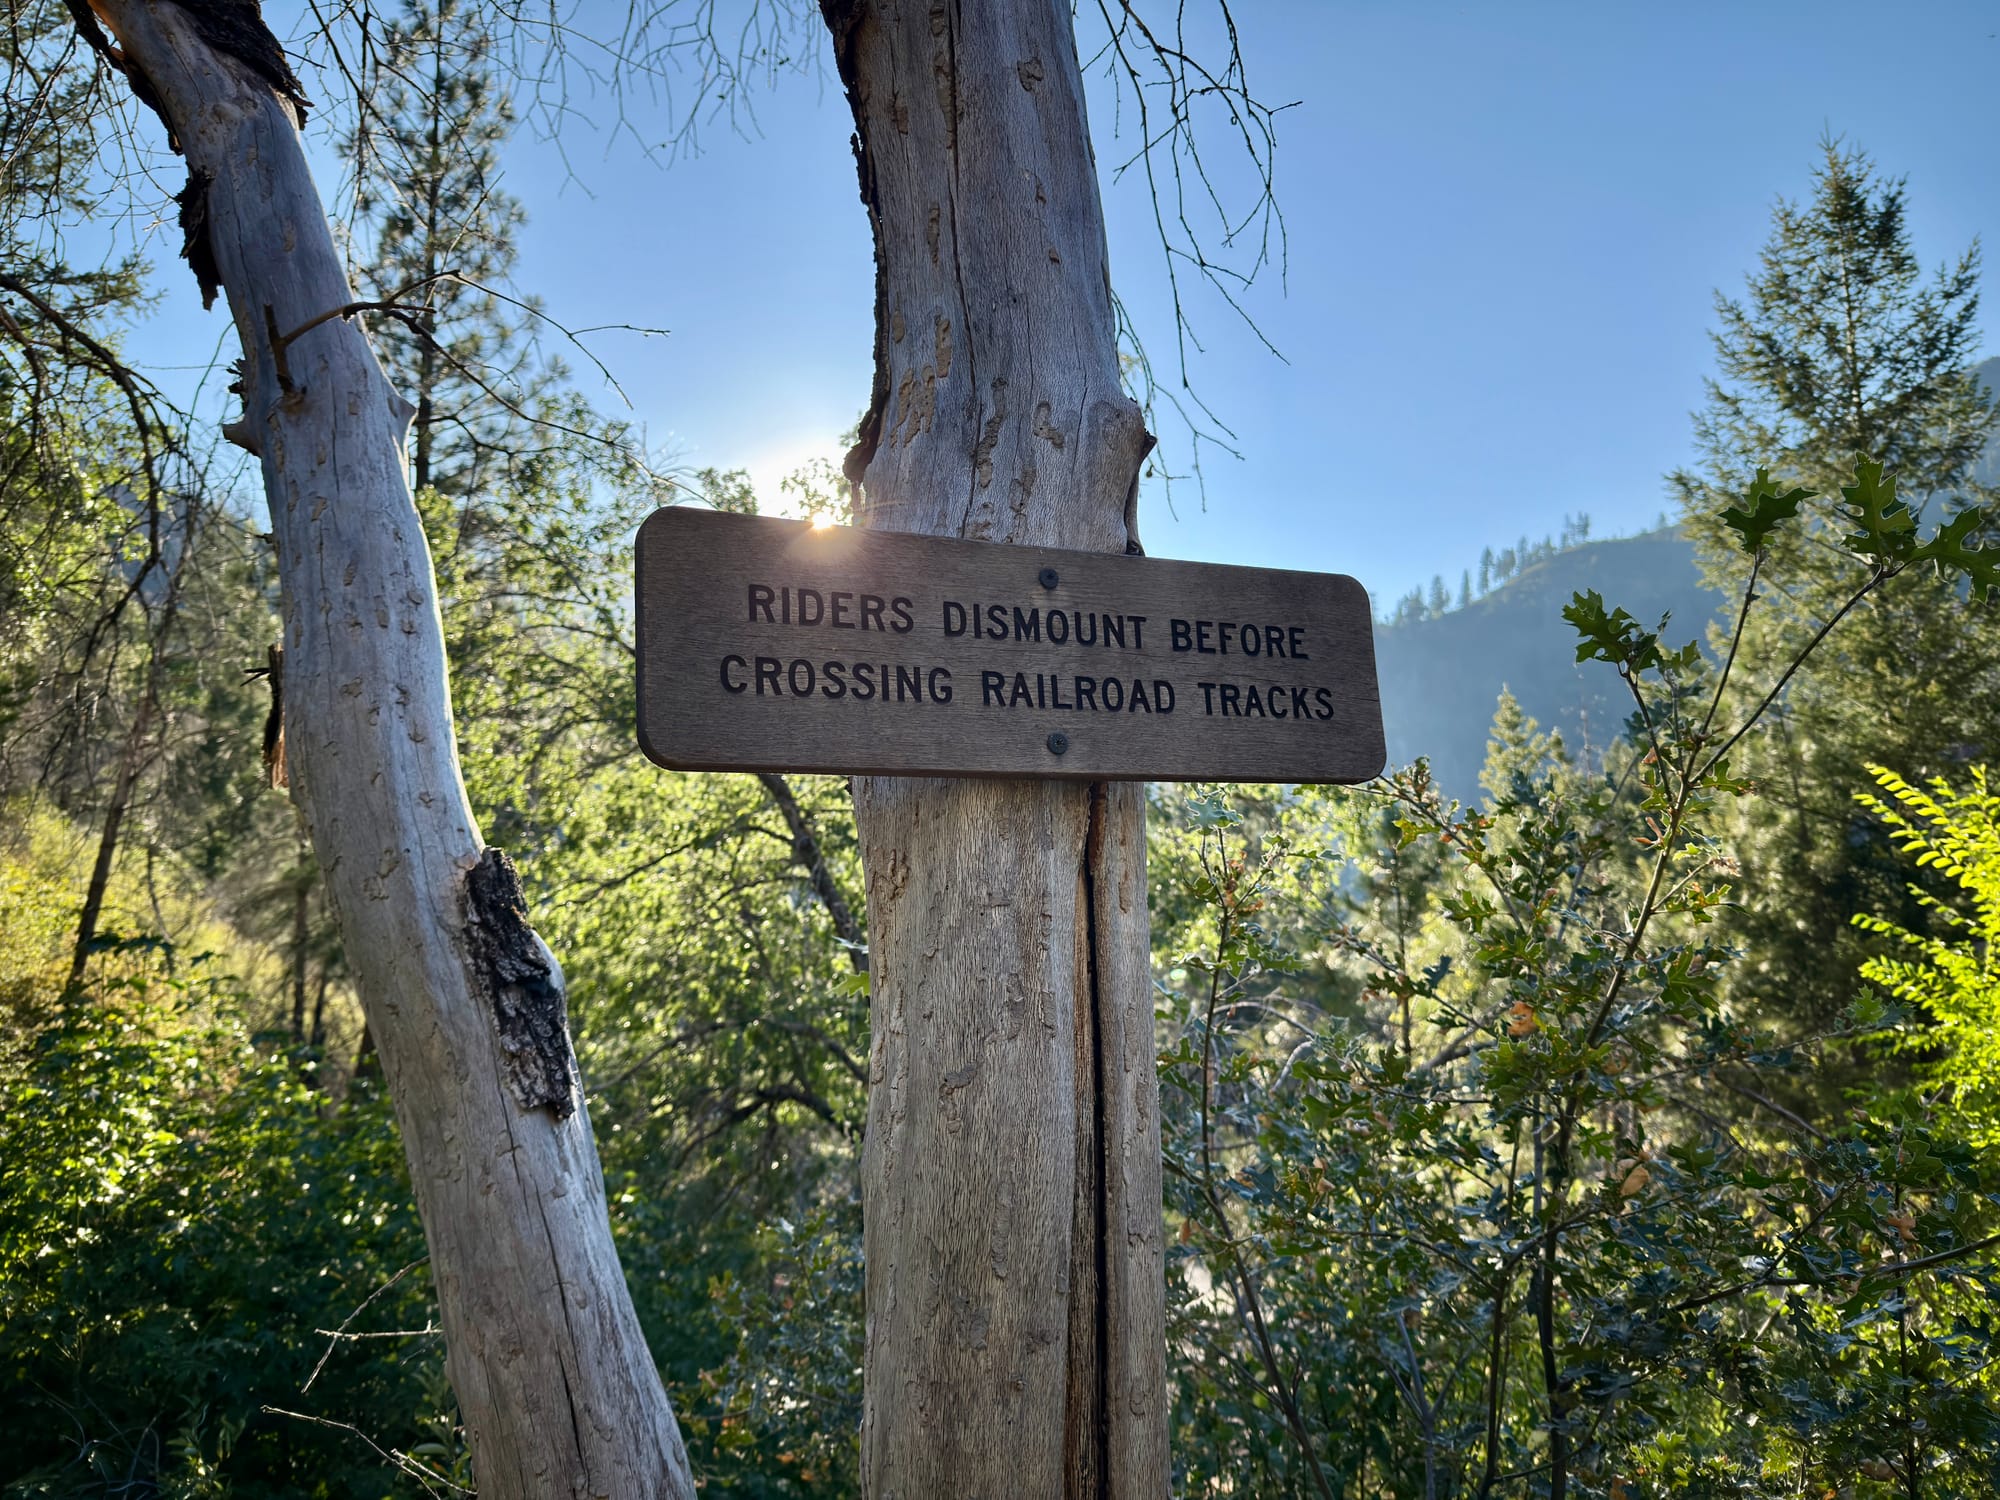 RIDERS DISMOUNT BEFORE
CROSSING RAILROAD TRACKS